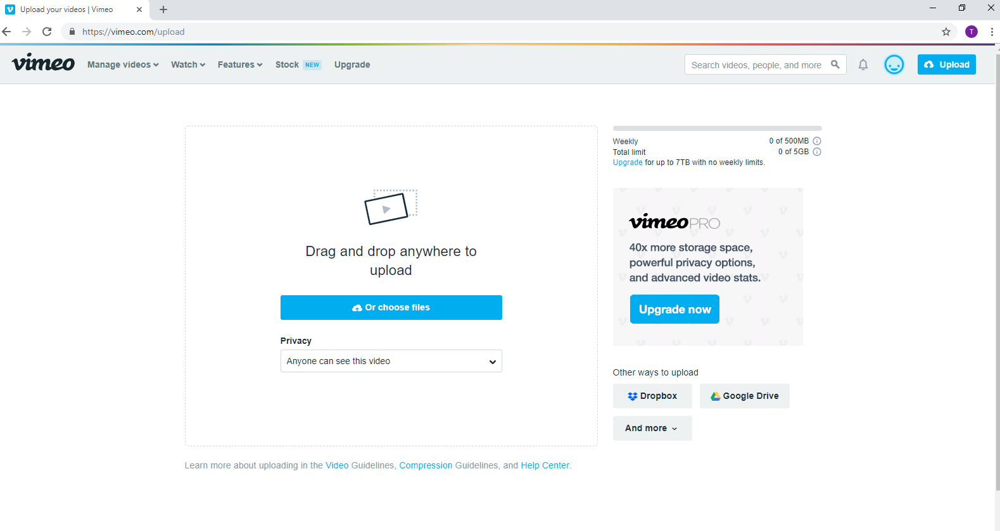 Upload your videos | Vimeo
https://vimeo.com/upload
T
vimeo
Manage videos
Watch
Features
Stock NEW
Upgrade
Search videos, people, and more
Upload
Drag and drop anywhere to
upload
Or choose files
Privacy
Anyone can see this video
Learn more about uploading in the Video Guidelines, Compression Guidelines, and Help Center.
Weekly 0 of 500MB
Total limit 0 of 5GB
Upgrade for up to 7TB with no weekly limits.
vimeo PRO
40x more storage space,
powerful privacy options,
and advanced video stats.
Upgrade now
Other ways to upload
Dropbox
Google Drive
And more